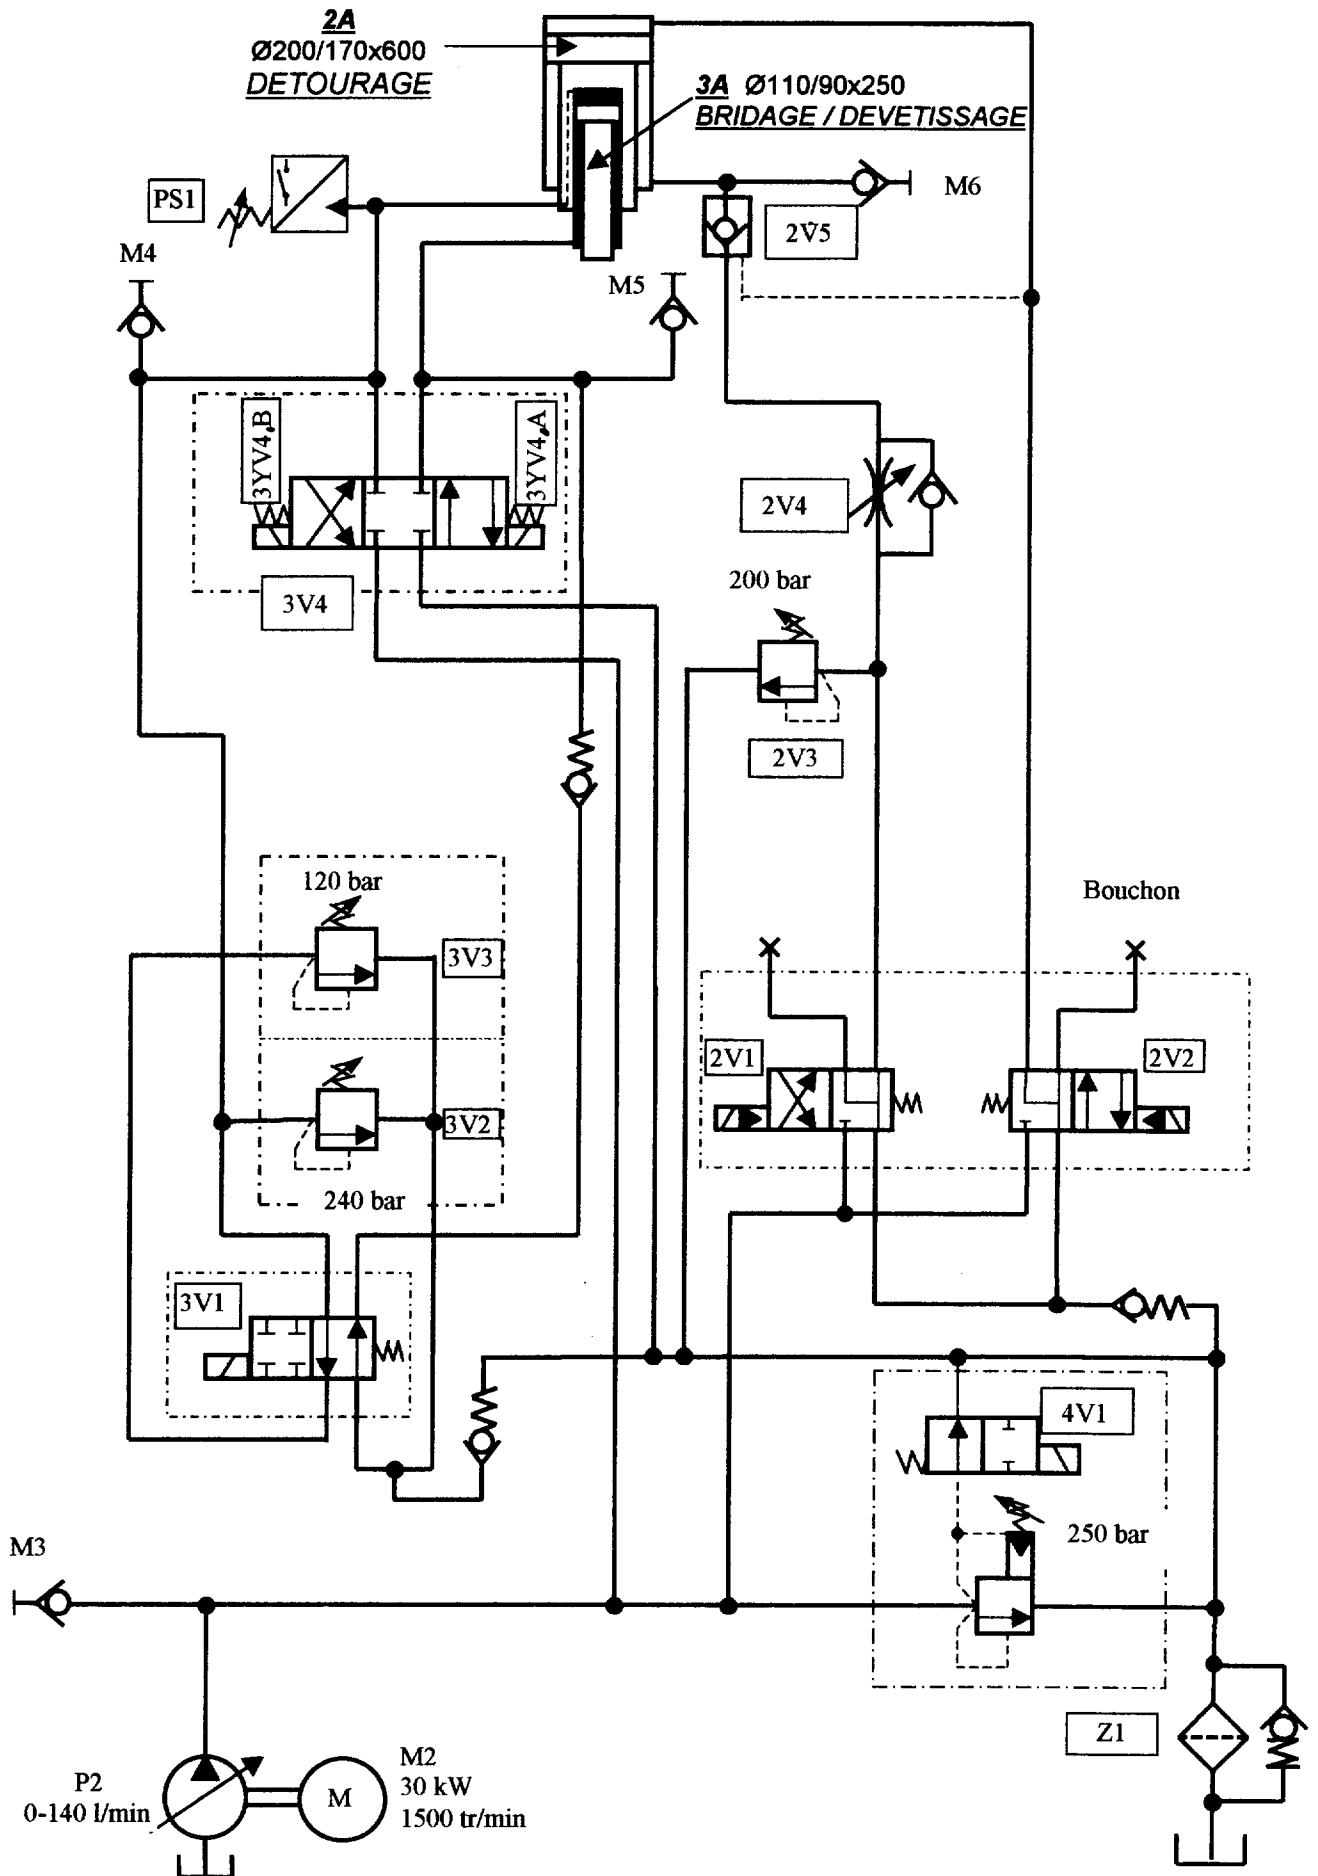 2A
Ø200/170x600
DETOURAGE
3A Ø110/90x250
BRIDAGE / DEVETISSAGE
PS1
M6
2V5
M4
M5
3YV4,B
3YV4,A
2V4
3V4
200 bar
2V3
120 bar
3V3
Bouchon
2V1
2V2
3V2
240 bar
3V1
4V1
250 bar
M3
Z1
P2
0-140 l/min
M
M2
30 kW
1500 tr/min